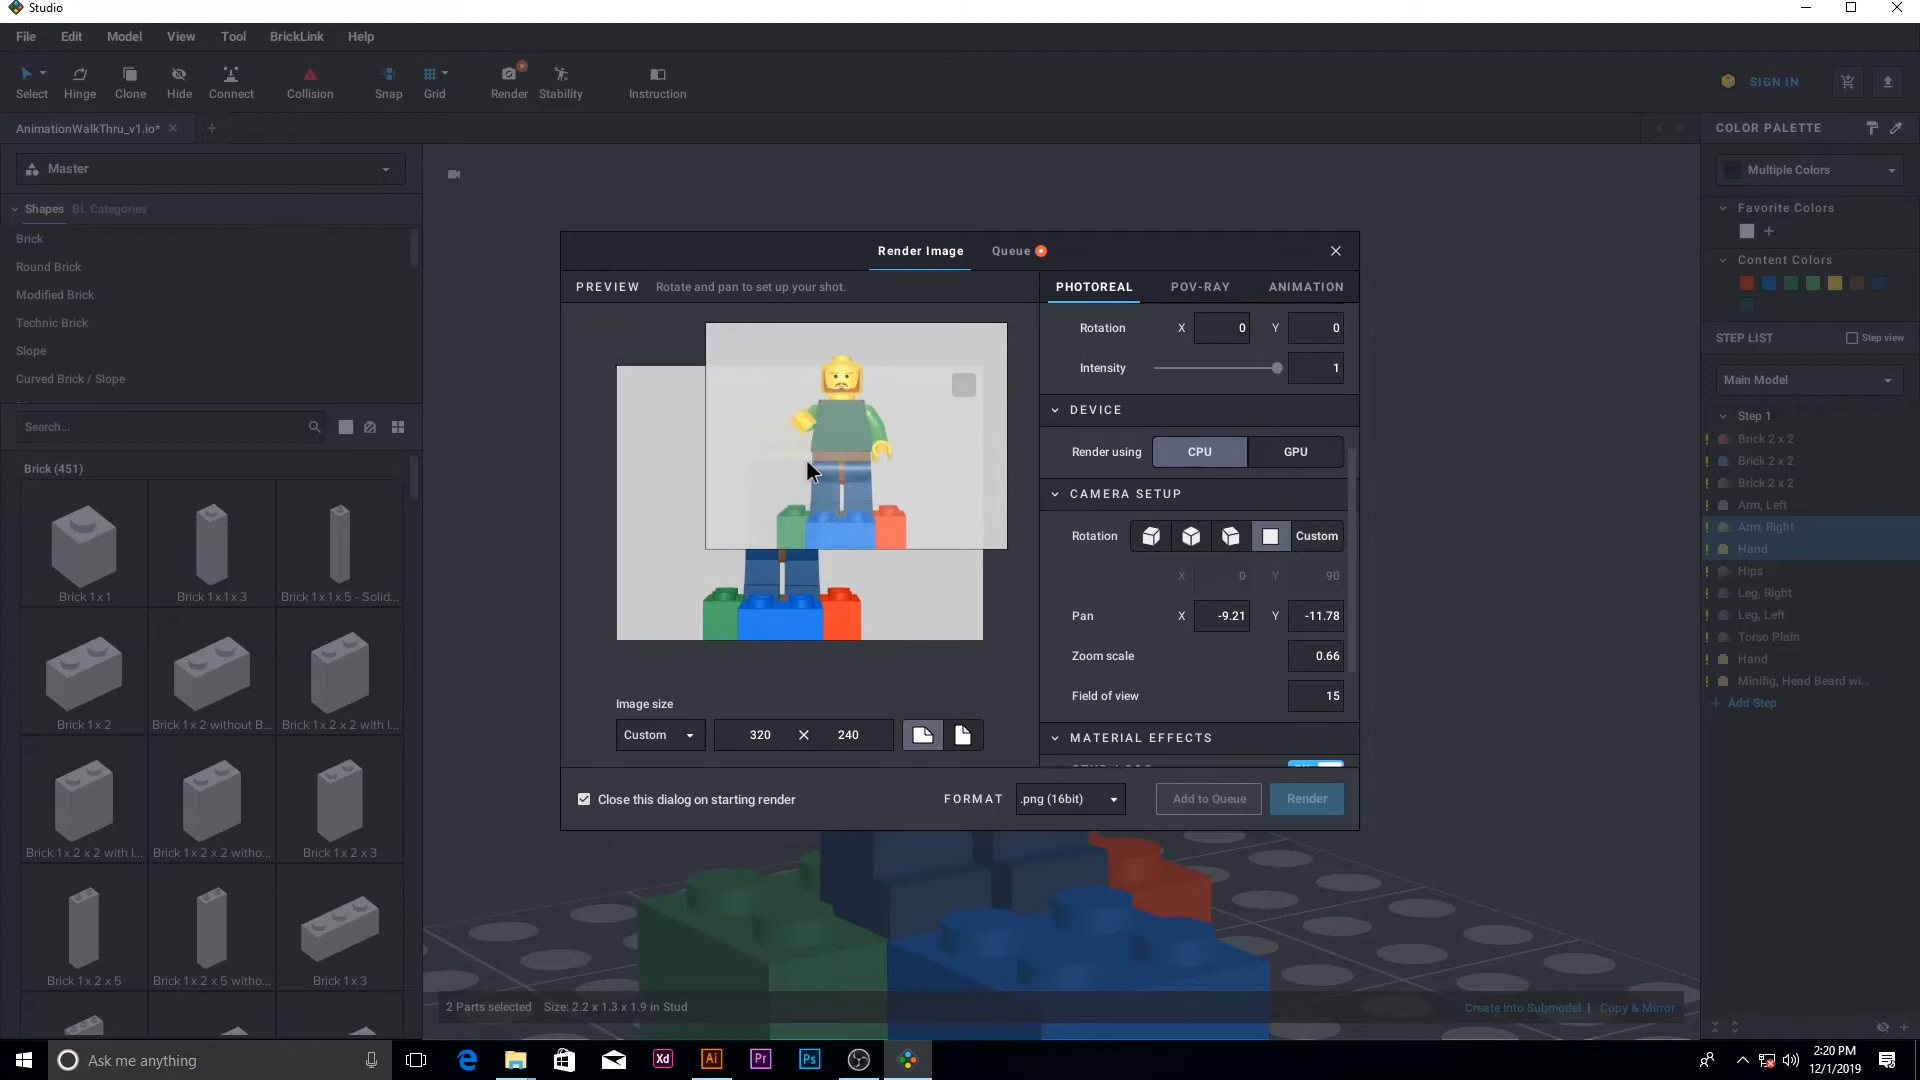 Studio
File Edit Model View Tool BrickLink Help
Select Hinge Clone Hide Connect Collision Snap Grid Render Stability Instruction
SIGN IN
AnimationWalkThru_v1.io*
Master
Shapes BL Categories
Brick
Round Brick
Modified Brick
Technic Brick
Slope
Curved Brick / Slope
Search...
Brick (451)
Brick 1 x 1 Brick 1 x 1 x 3 Brick 1 x 1 x 5 - Solid...
Brick 1 x 2 Brick 1 x 2 without B... Brick 1 x 2 x 2 with I...
Brick 1 x 2 x 2 with I... Brick 1 x 2 x 2 witho... Brick 1 x 2 x 3
Brick 1 x 2 x 5 Brick 1 x 2 x 5 witho... Brick 1 x 3
Render Image Queue
PREVIEW Rotate and pan to set up your shot.
PHOTOREAL POV-RAY ANIMATION
Rotation X 0 Y 0
Intensity 1
DEVICE
Render using CPU GPU
CAMERA SETUP
Rotation Custom
X 0 Y 90
Pan X -9.21 Y -11.78
Zoom scale 0.66
Field of view 15
MATERIAL EFFECTS
Image size
Custom 320 X 240
Close this dialog on starting render
FORMAT .png (16bit) Add to Queue Render
2 Parts selected Size: 2.2 x 1.3 x 1.9 in Stud
Create Into Submodel | Copy & Mirror
COLOR PALETTE
Multiple Colors
Favorite Colors
Content Colors
STEP LIST Step view
Main Model
Step 1
Brick 2 x 2
Brick 2 x 2
Brick 2 x 2
Arm, Left
Arm, Right
Hand
Hips
Leg, Right
Leg, Left
Torso Plain
Hand
Minifig, Head Beard wi...
+ Add Step
Ask me anything
Xd Ai Pr Ps
2:20 PM
12/1/2019